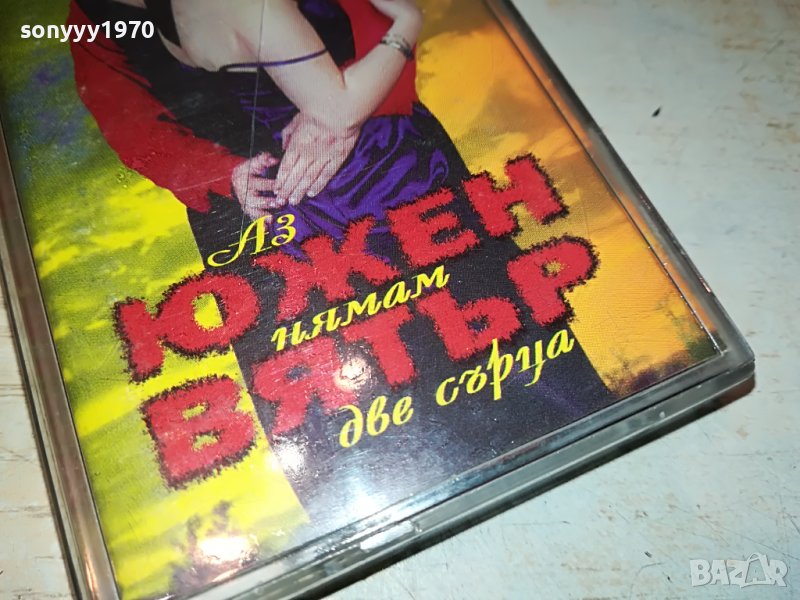 sonyyy1970
Аз
ЮЖЕН
нямам
ВЯТЪР
две сърца
BAZAR